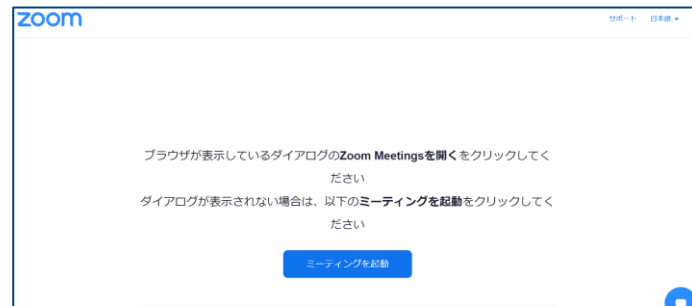 zoom
サポート 日本語
ブラウザが表示しているダイアログのZoom Meetingsを開くをクリックしてく
ださい
ダイアログが表示されない場合は、以下のミーティングを起動をクリックしてく
ださい
ミーティングを起動